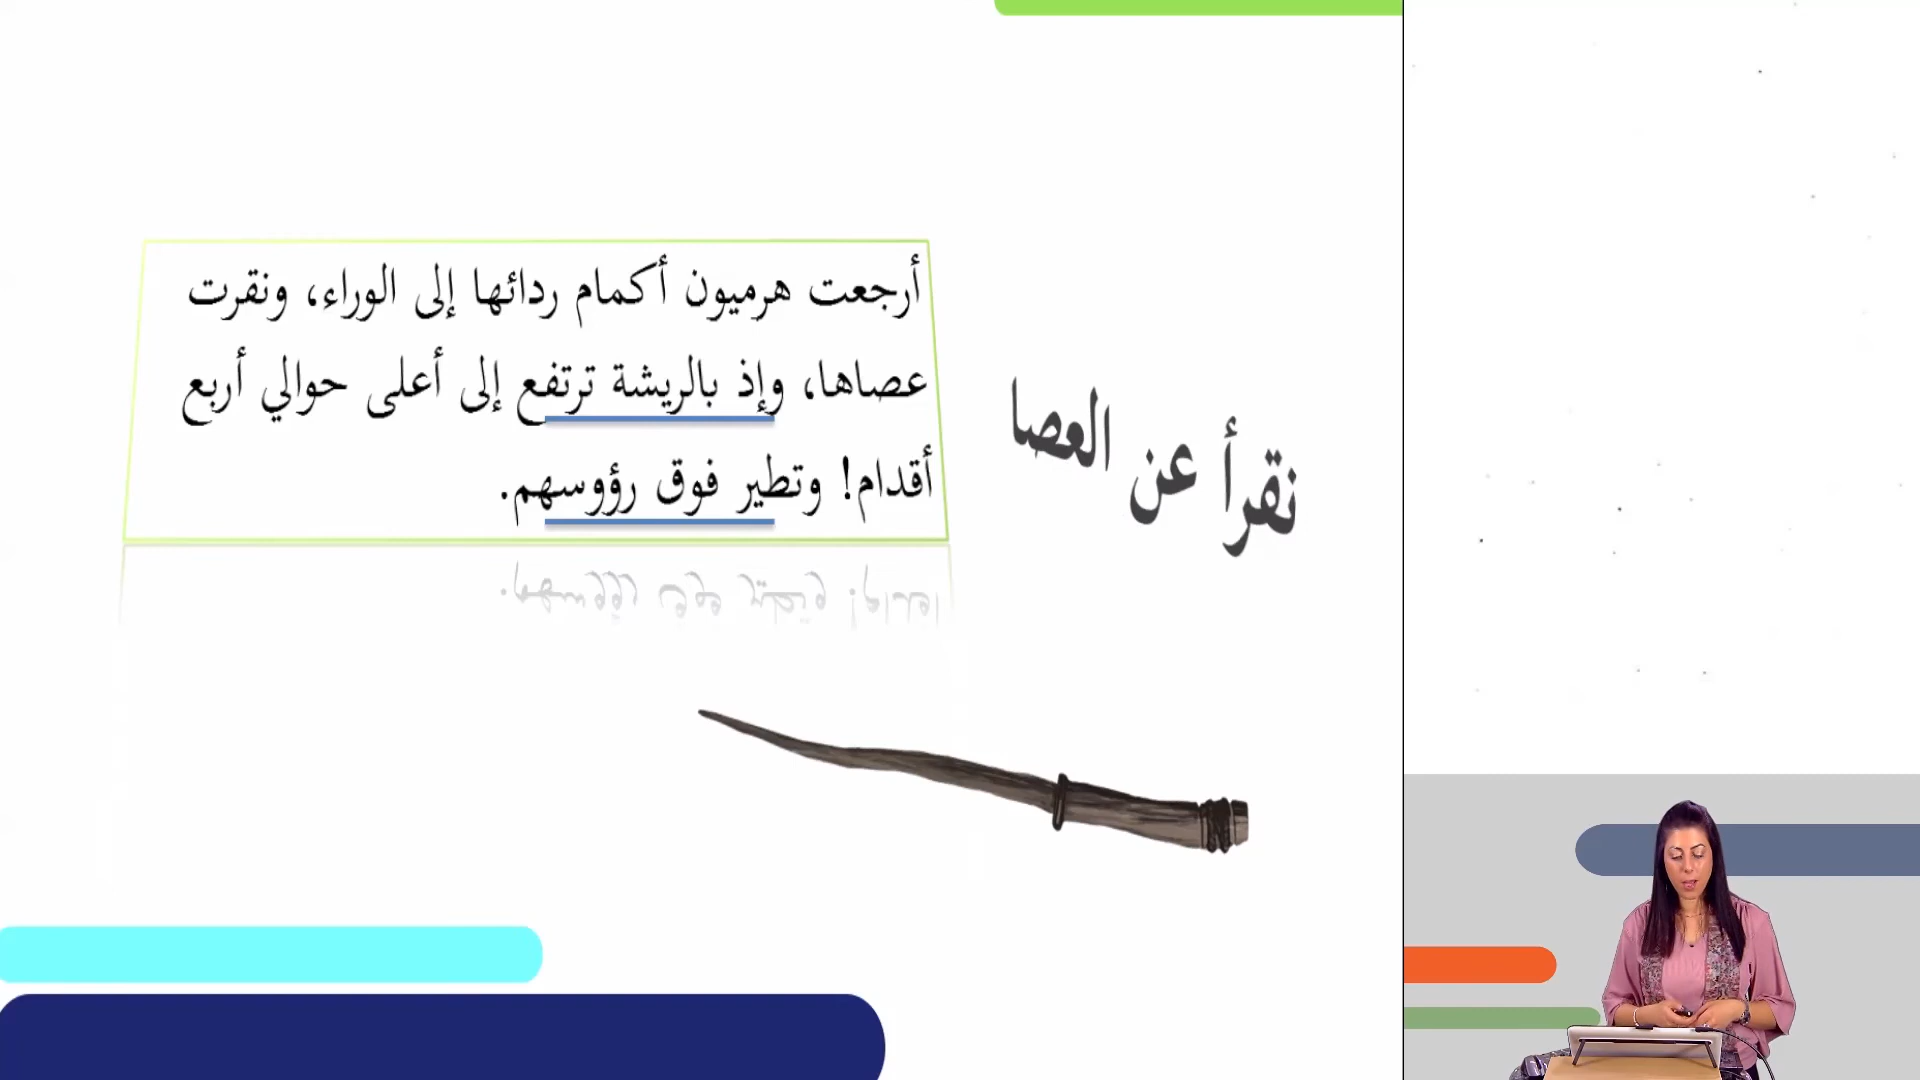 نقرأ عن العصا
أرجعت هرميون أكمام ردائها إلى الوراء، ونقرت
عصاها، وإذ بالريشة ترتفع إلى أعلى حوالي أربع
أقدام! وتطير فوق رؤوسهم.